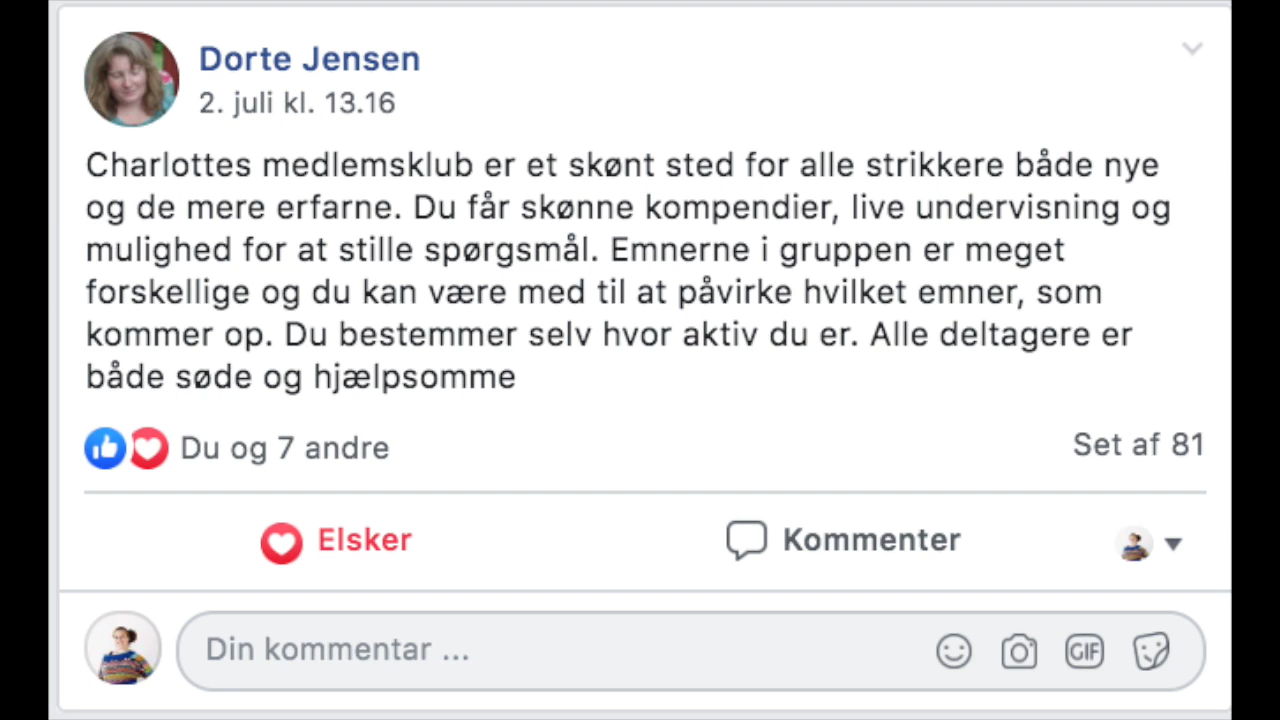 Dorte Jensen
2. juli kl. 13.16
Charlottes medlemsklub er et skønt sted for alle strikkere både nye
og de mere erfarne. Du får skønne kompendier, live undervisning og
mulighed for at stille spørgsmål. Emnerne i gruppen er meget
forskellige og du kan være med til at påvirke hvilket emner, som
kommer op. Du bestemmer selv hvor aktiv du er. Alle deltagere er
både søde og hjælpsomme
Du og 7 andre
Set af 81
Elsker
Kommenter
Din kommentar ...
GIF